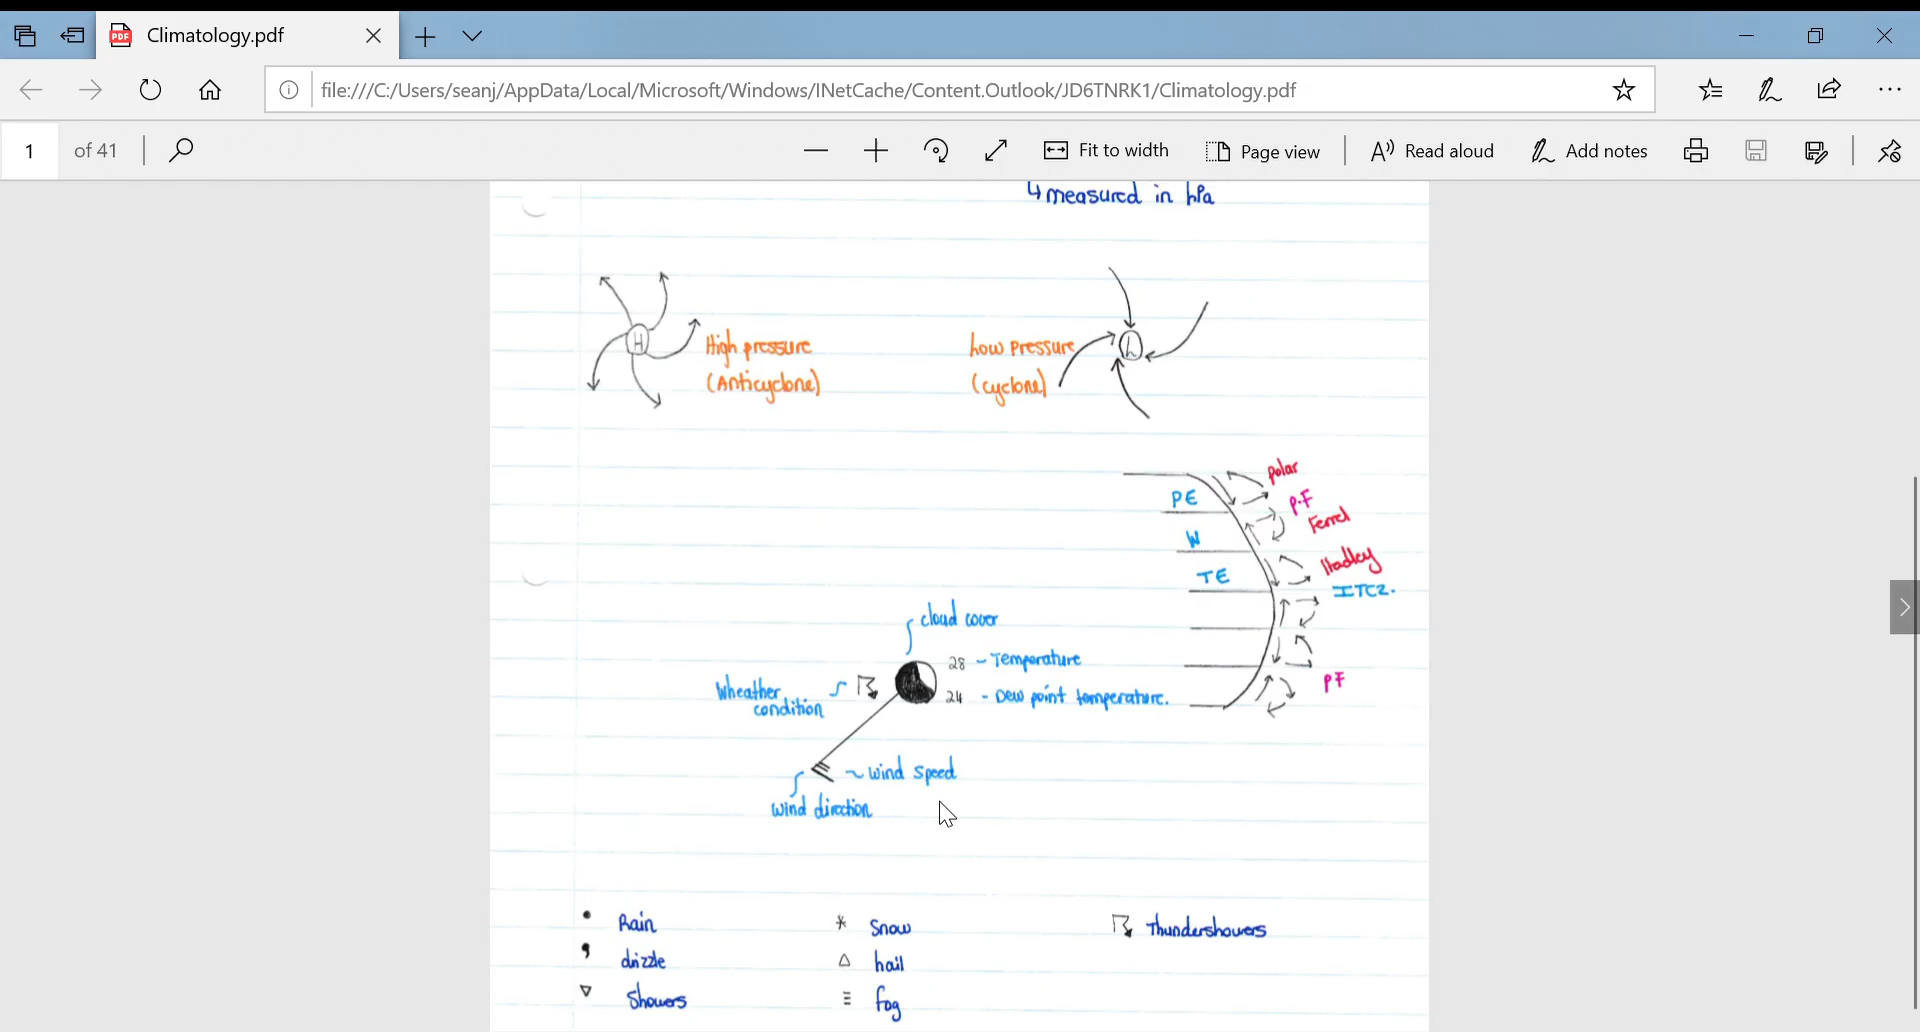 Climatology.pdf
file:///C:/Users/seanj/AppData/Local/Microsoft/Windows/INetCache/Content.Outlook/JD6TNRK1/Climatology.pdf
1 of 41
Fit to width
Page view
Read aloud
Add notes
↳ measured in hPa
H
High pressure
(Anticyclone)
Low pressure
(cyclone)
L
Polar
PE
P.F
Ferrel
W
Hadley
TE
ITCZ.
cloud cover
28 - Temperature
Wheather
condition
24 - Dew point temperature.
PF
wind speed
wind direction
Rain
Snow
Thundershowers
drizzle
hail
Showers
fog